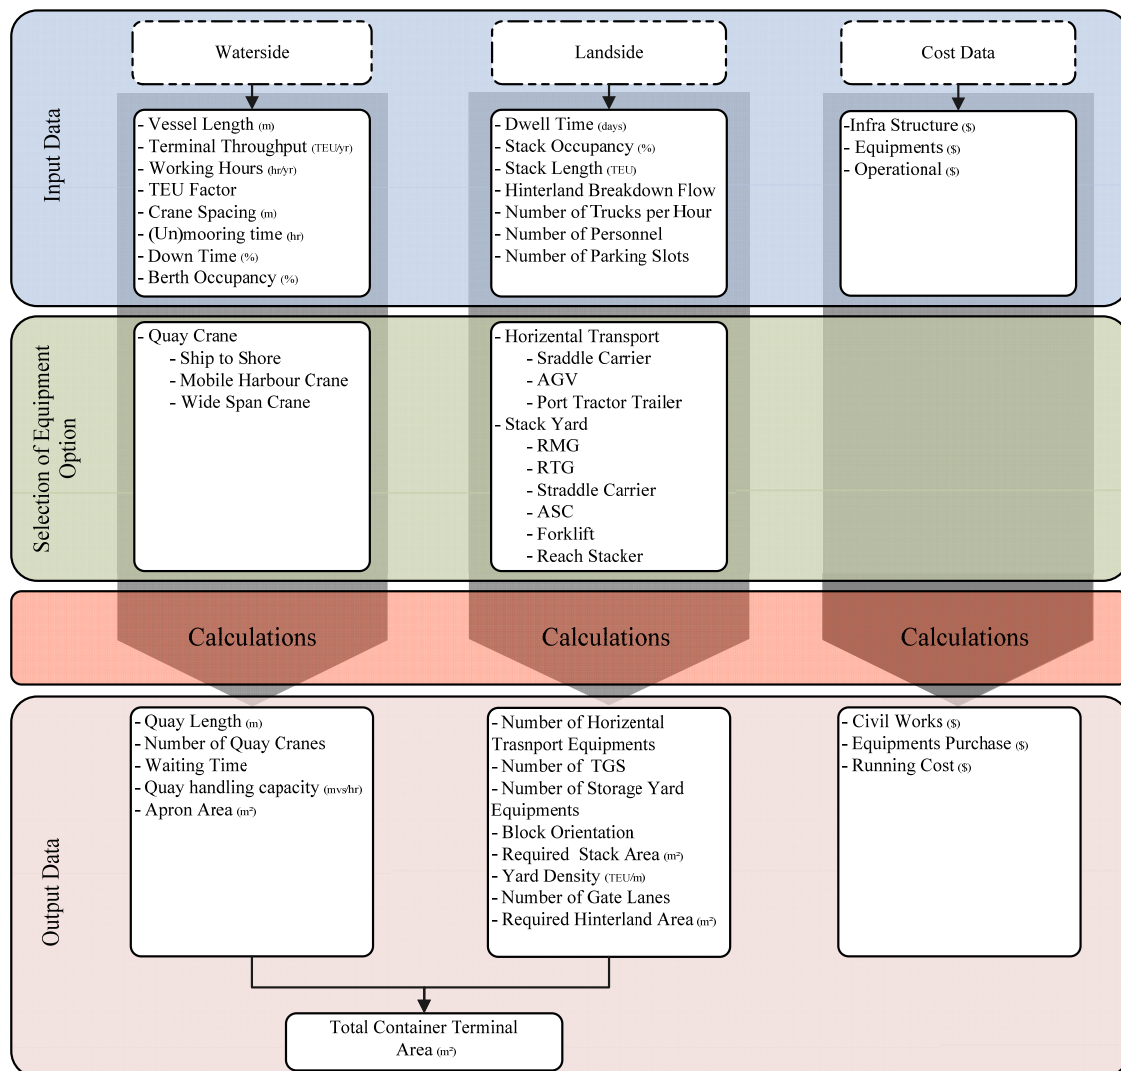 Input Data
Waterside
- Vessel Length (m)
- Terminal Throughput (TEU/yr)
- Working Hours (hr/yr)
- TEU Factor
- Crane Spacing (m)
- (Un)mooring time (hr)
- Down Time (%)
- Berth Occupancy (%)
Landside
- Dwell Time (days)
- Stack Occupancy (%)
- Stack Length (TEU)
- Hinterland Breakdown Flow
- Number of Trucks per Hour
- Number of Personnel
- Number of Parking Slots
Cost Data
-Infra Structure ($)
- Equipments ($)
- Operational ($)
Selection of Equipment
Option
- Quay Crane
- Ship to Shore
- Mobile Harbour Crane
- Wide Span Crane
- Horizental Transport
- Sraddle Carrier
- AGV
- Port Tractor Trailer
- Stack Yard
- RMG
- RTG
- Straddle Carrier
- ASC
- Forklift
- Reach Stacker
Calculations
Calculations
Calculations
Output Data
- Quay Length (m)
- Number of Quay Cranes
- Waiting Time
- Quay handling capacity (mvs/hr)
- Apron Area (m²)
- Number of Horizental
Trasnport Equipments
- Number of TGS
- Number of Storage Yard
Equipments
- Block Orientation
- Required Stack Area (m²)
- Yard Density (TEU/m)
- Number of Gate Lanes
- Required Hinterland Area (m²)
- Civil Works ($)
- Equipments Purchase ($)
- Running Cost ($)
Total Container Terminal
Area (m²)